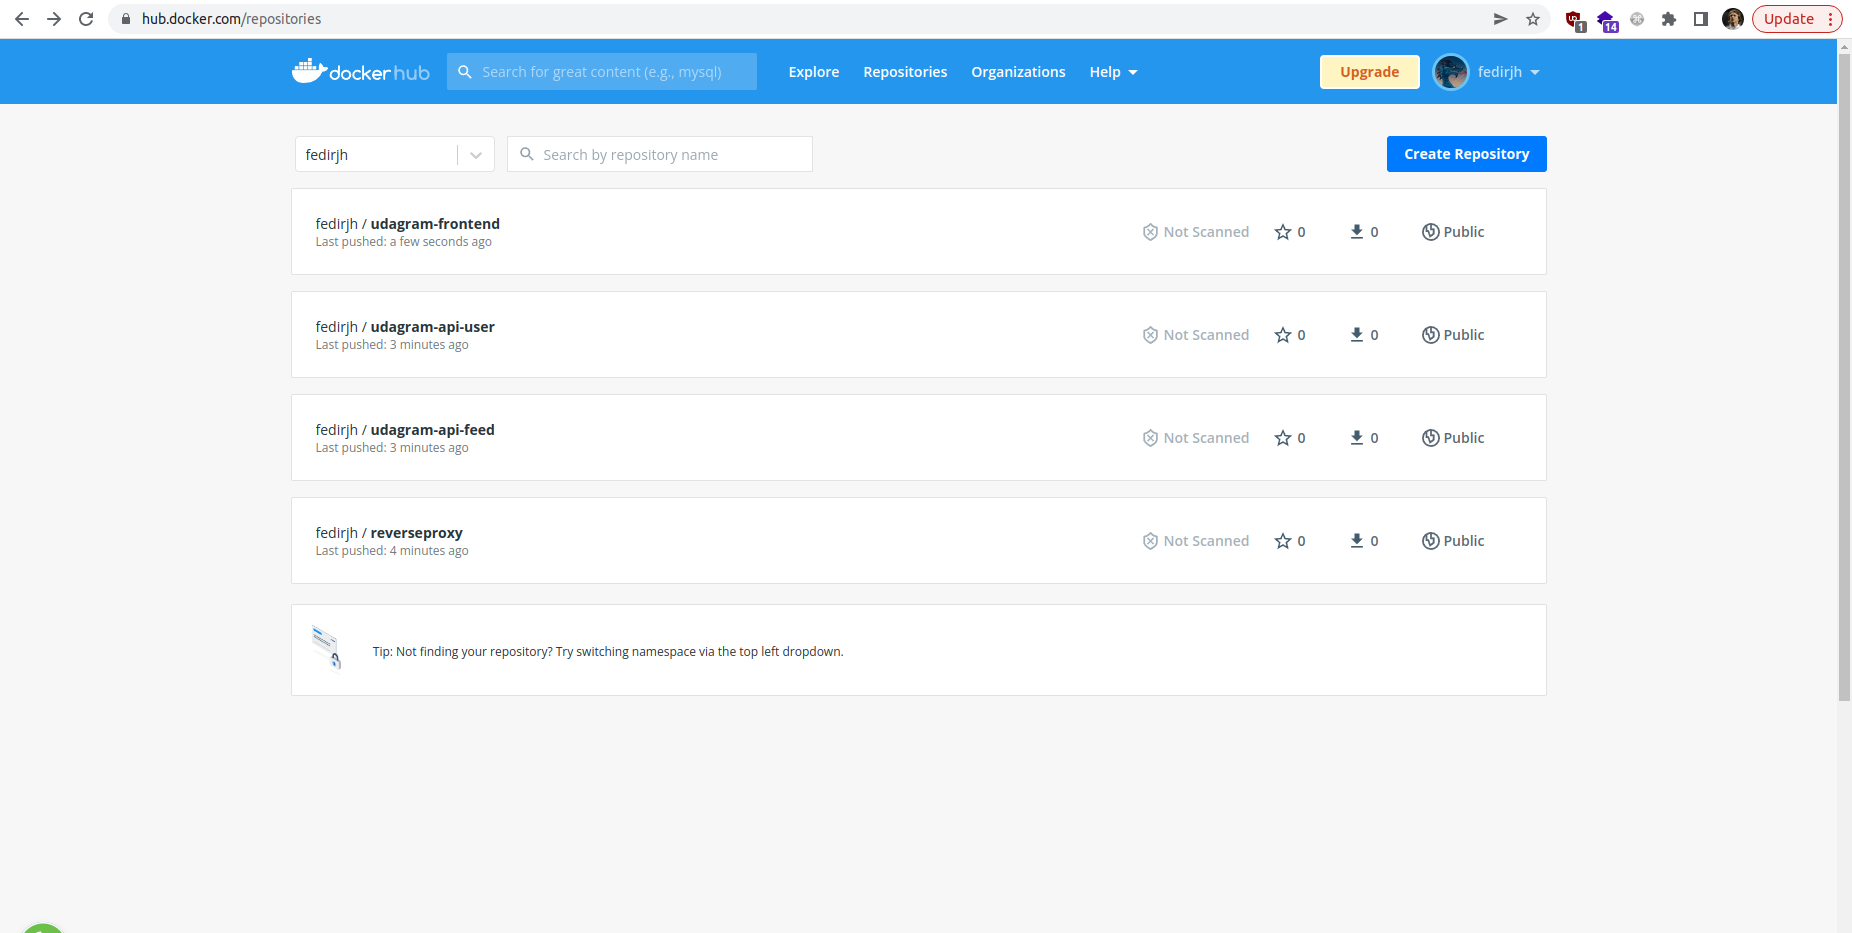 hub.docker.com/repositories
1
14
Update
docker hub
Search for great content (e.g., mysql)
Explore
Repositories
Organizations
Help
Upgrade
fedirjh
fedirjh
Search by repository name
Create Repository
fedirjh / udagram-frontend
Last pushed: a few seconds ago
Not Scanned
0
0
Public
fedirjh / udagram-api-user
Last pushed: 3 minutes ago
Not Scanned
0
0
Public
fedirjh / udagram-api-feed
Last pushed: 3 minutes ago
Not Scanned
0
0
Public
fedirjh / reverseproxy
Last pushed: 4 minutes ago
Not Scanned
0
0
Public
Tip: Not finding your repository? Try switching namespace via the top left dropdown.